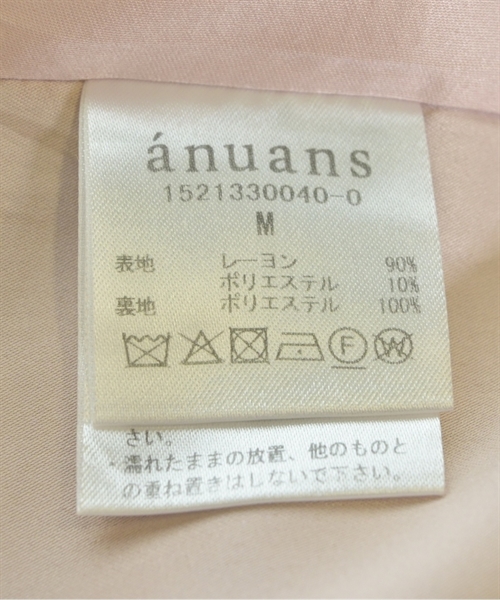 ánuans
1521330040-0
M
表地 レーヨン 90%
ポリエステル 10%
裏地 ポリエステル 100%
F W
さい。
・濡れたままの放置、他のものと
の重ね置きはしないで下さい。